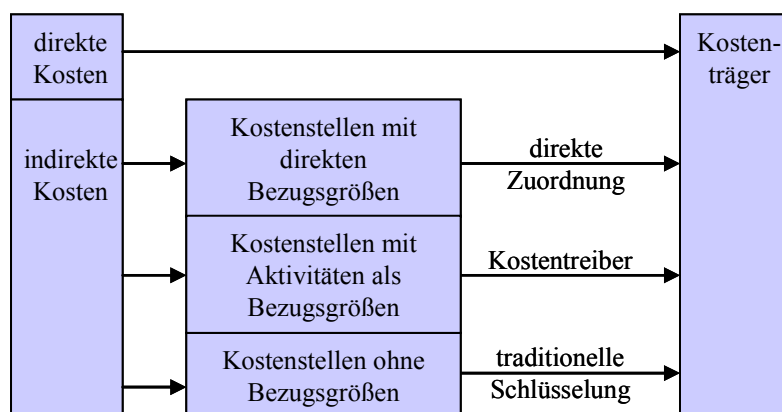 direkte
Kosten
Kosten-
träger
indirekte
Kosten
Kostenstellen mit
direkten
Bezugsgrößen
direkte
Zuordnung
Kostenstellen mit
Aktivitäten als
Bezugsgrößen
Kostentreiber
Kostenstellen ohne
Bezugsgrößen
traditionelle
Schlüsselung